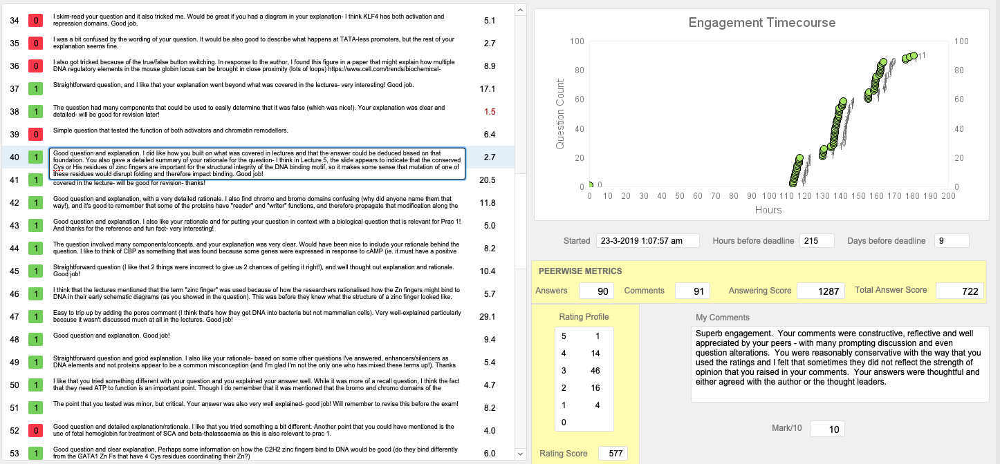 34 0 I skim-read your question and it also tricked me. Would be great if you had a diagram in your explanation- I think KLF4 has both activation and 5.1
repression domains. Good job.
35 0 I was a bit confused by the wording of your question. It would be also good to describe what happens at TATA-less promoters, but the rest of your 2.7
explanation seems fine.
36 0 I also got tricked because of the true/false button switching. In response to the author, I found this figure in a paper that might explain how multiple 8.9
DNA regulatory elements in the mouse globin locus can be brought in close proximity (lots of loops) https://www.cell.com/trends/biochemical-
37 1 Straightforward question, and I like that your explanation went beyond what was covered in the lectures- very interesting! Good job. 17.1
38 1 The question had many components that could be used to easily determine that it was false (which was nice!). Your explanation was clear and 1.5
detailed- will be good for revision later!
39 0 Simple question that tested the function of both activators and chromatin remodellers. 6.4
40 1 Good question and explanation. I did like how you built on what was covered in lectures and that the answer could be deduced based on that 2.7
foundation. You also gave a detailed summary of your rationale for the question- I think in Lecture 5, the slide appears to indicate that the conserved
Cys or His residues of zinc fingers are important for the structural integrity of the DNA binding motif, so it makes some sense that mutation of one of
these residues would disrupt folding and therefore impact binding. Good job!
41 1 covered in the lecture- will be good for revision- thanks! 20.5
42 1 Good question and explanation, with a very detailed rationale. I also find chromo and bromo domains confusing (why did anyone name them that 11.8
way!), and it's good to remember that some of the proteins have "reader" and "writer" functions, and therefore propagate that modification along the
43 1 Good question and explanation. I also like your rationale and for putting your question in context with a biological question that is relevant for Prac 1! 5.0
And thanks for the reference and fun fact- very interesting!
44 1 The question involved many components/concepts, and your explanation was very clear. Would have been nice to include your rationale behind the 8.2
question. I like to think of CBP as something that was found because some genes were expressed in response to cAMP (ie. it must have a positive
45 1 Straightforward question (I like that 2 things were incorrect to give us 2 chances of getting it right!), and well thought out explanation and rationale. 10.4
Good job!
46 1 I think that the lectures mentioned that the term "zinc finger" was used because of how the researchers rationalised how the Zn fingers might bind to 5.7
DNA in their early schematic diagrams (as you showed in the question). This was before they knew what the structure of a zinc finger looked like.
47 1 Easy to trip up by adding the pores comment (I think that's how they get DNA into bacteria but not mammalian cells). Very well-explained particularly 29.1
because it wasn't discussed much at all in the lectures. Good job!
48 1 Good question and explanation. Good job! 9.4
49 1 Straightforward question and good explanation. I also like your rationale- based on some other questions I've answered, enhancers/silencers as 5.4
DNA elements and not proteins appear to be a common misconception (and I'm glad I'm not the only one who has mixed these terms up!). Thanks
50 1 I like that you tried something different with your question and you explained your answer well. While it was more of a recall question, I think the fact 4.7
that they need ATP to function is an important point. Though I do remember that it was mentioned that the bromo and chromo domains of the
51 1 The point that you tested was minor, but critical. Your answer was also very well explained- good job! Will remember to revise this before the exam! 8.2
52 0 Good question and detailed explanation/rationale. I like that you tried something a bit different. Another point that you could have mentioned is the 4.0
use of fetal hemoglobin for treatment of SCA and beta-thalassaemia as this is also relevant to prac 1.
53 1 Good question and clear explanation. Perhaps some information on how the C2H2 zinc fingers bind to DNA would be good (do they bind differently 6.0
from the GATA1 Zn Fs that have 4 Cys residues coordinating their Zn?)
Engagement Timecourse
100 100
80 80
60 60
40 40
20 20
0 0 0
11
Question Count
0 10 20 30 40 50 60 70 80 90 100 110 120 130 140 150 160 170 180 190 200
Hours
Started 23-3-2019 1:07:57 am Hours before deadline 215 Days before deadline 9
PEERWISE METRICS
Answers 90 Comments 91 Answering Score 1287 Total Answer Score 722
Rating Profile
5 1
4 14
3 46
2 16
1 4
0
Rating Score 577
My Comments
Superb engagement. Your comments were constructive, reflective and well
appreciated by your peers - with many prompting discussion and even
question alterations. You were reasonably conservative with the way that you
used the ratings and I felt that sometimes they did not reflect the strength of
opinion that you raised in your comments. Your answers were thoughtful and
either agreed with the author or the thought leaders.
Mark/10 10